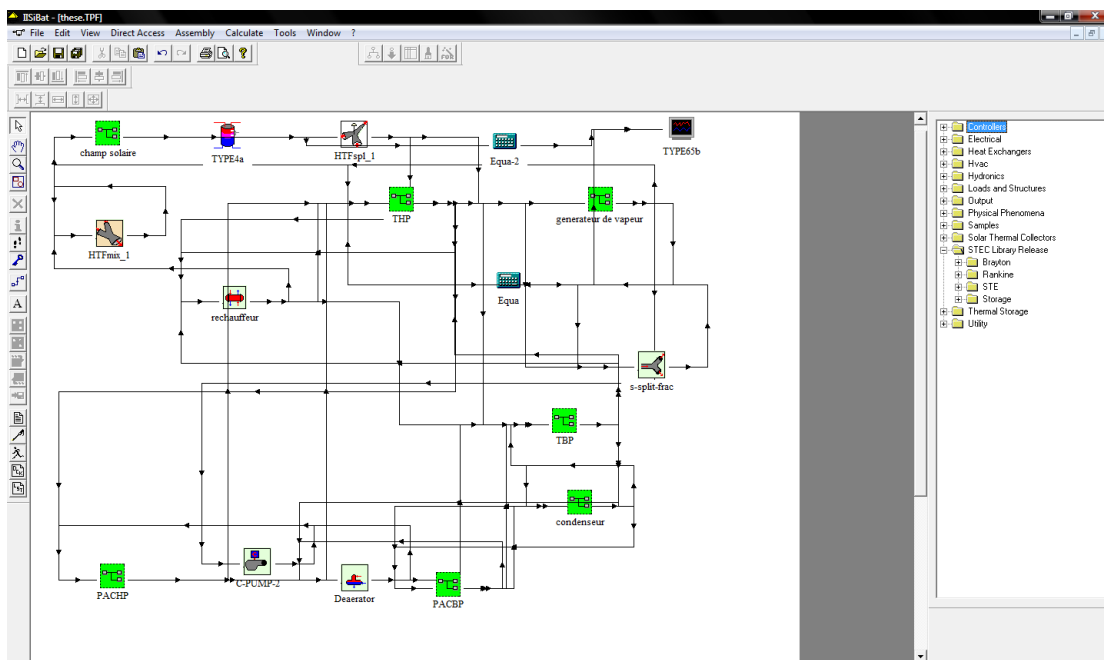 IISiBat - [these.TPF]
File Edit View Direct Access Assembly Calculate Tools Window ?
champ solaire
TYPE4a
HTFspl_1
Equa-2
TYPE65b
HTFmix_1
THP
generateur de vapeur
rechauffeur
Equa
s-split-frac
TBP
condenseur
PACHP
C-PUMP-2
Deaerator
PACBP
A
Controllers
Electrical
Heat Exchangers
Hvac
Hydronics
Loads and Structures
Output
Physical Phenomena
Samples
Solar Thermal Collectors
STEC Library Release
Brayton
Rankine
STE
Storage
Thermal Storage
Utility